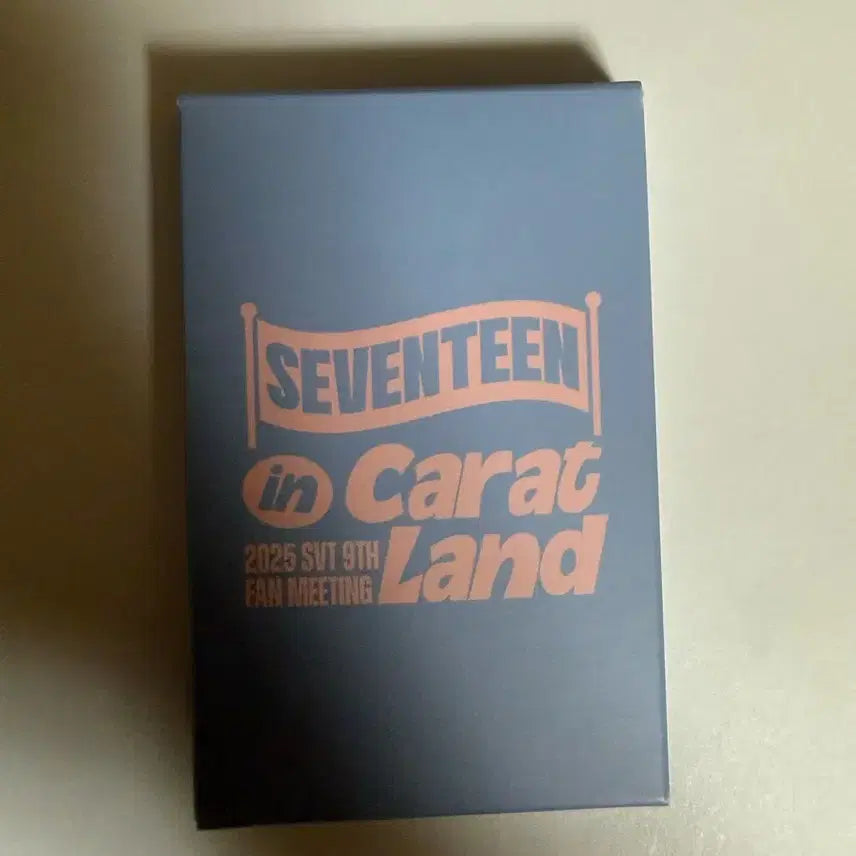 SEVENTEEN
in Carat
2025 SVT 9TH
FAN MEETING
Land